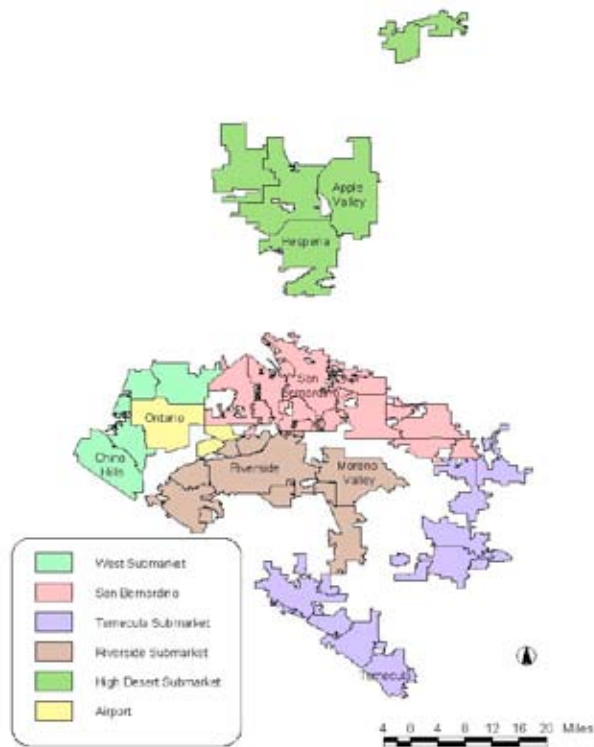 Apple
Valley
Hesperia
San
Bernardino
Ontario
Chino
Hills
Riverside
Moreno
Valley
Temecula
West Submarket
San Bernardino
Temecula Submarket
Riverside Submarket
High Desert Submarket
Airport
4 0 4 8 12 16 20 Miles